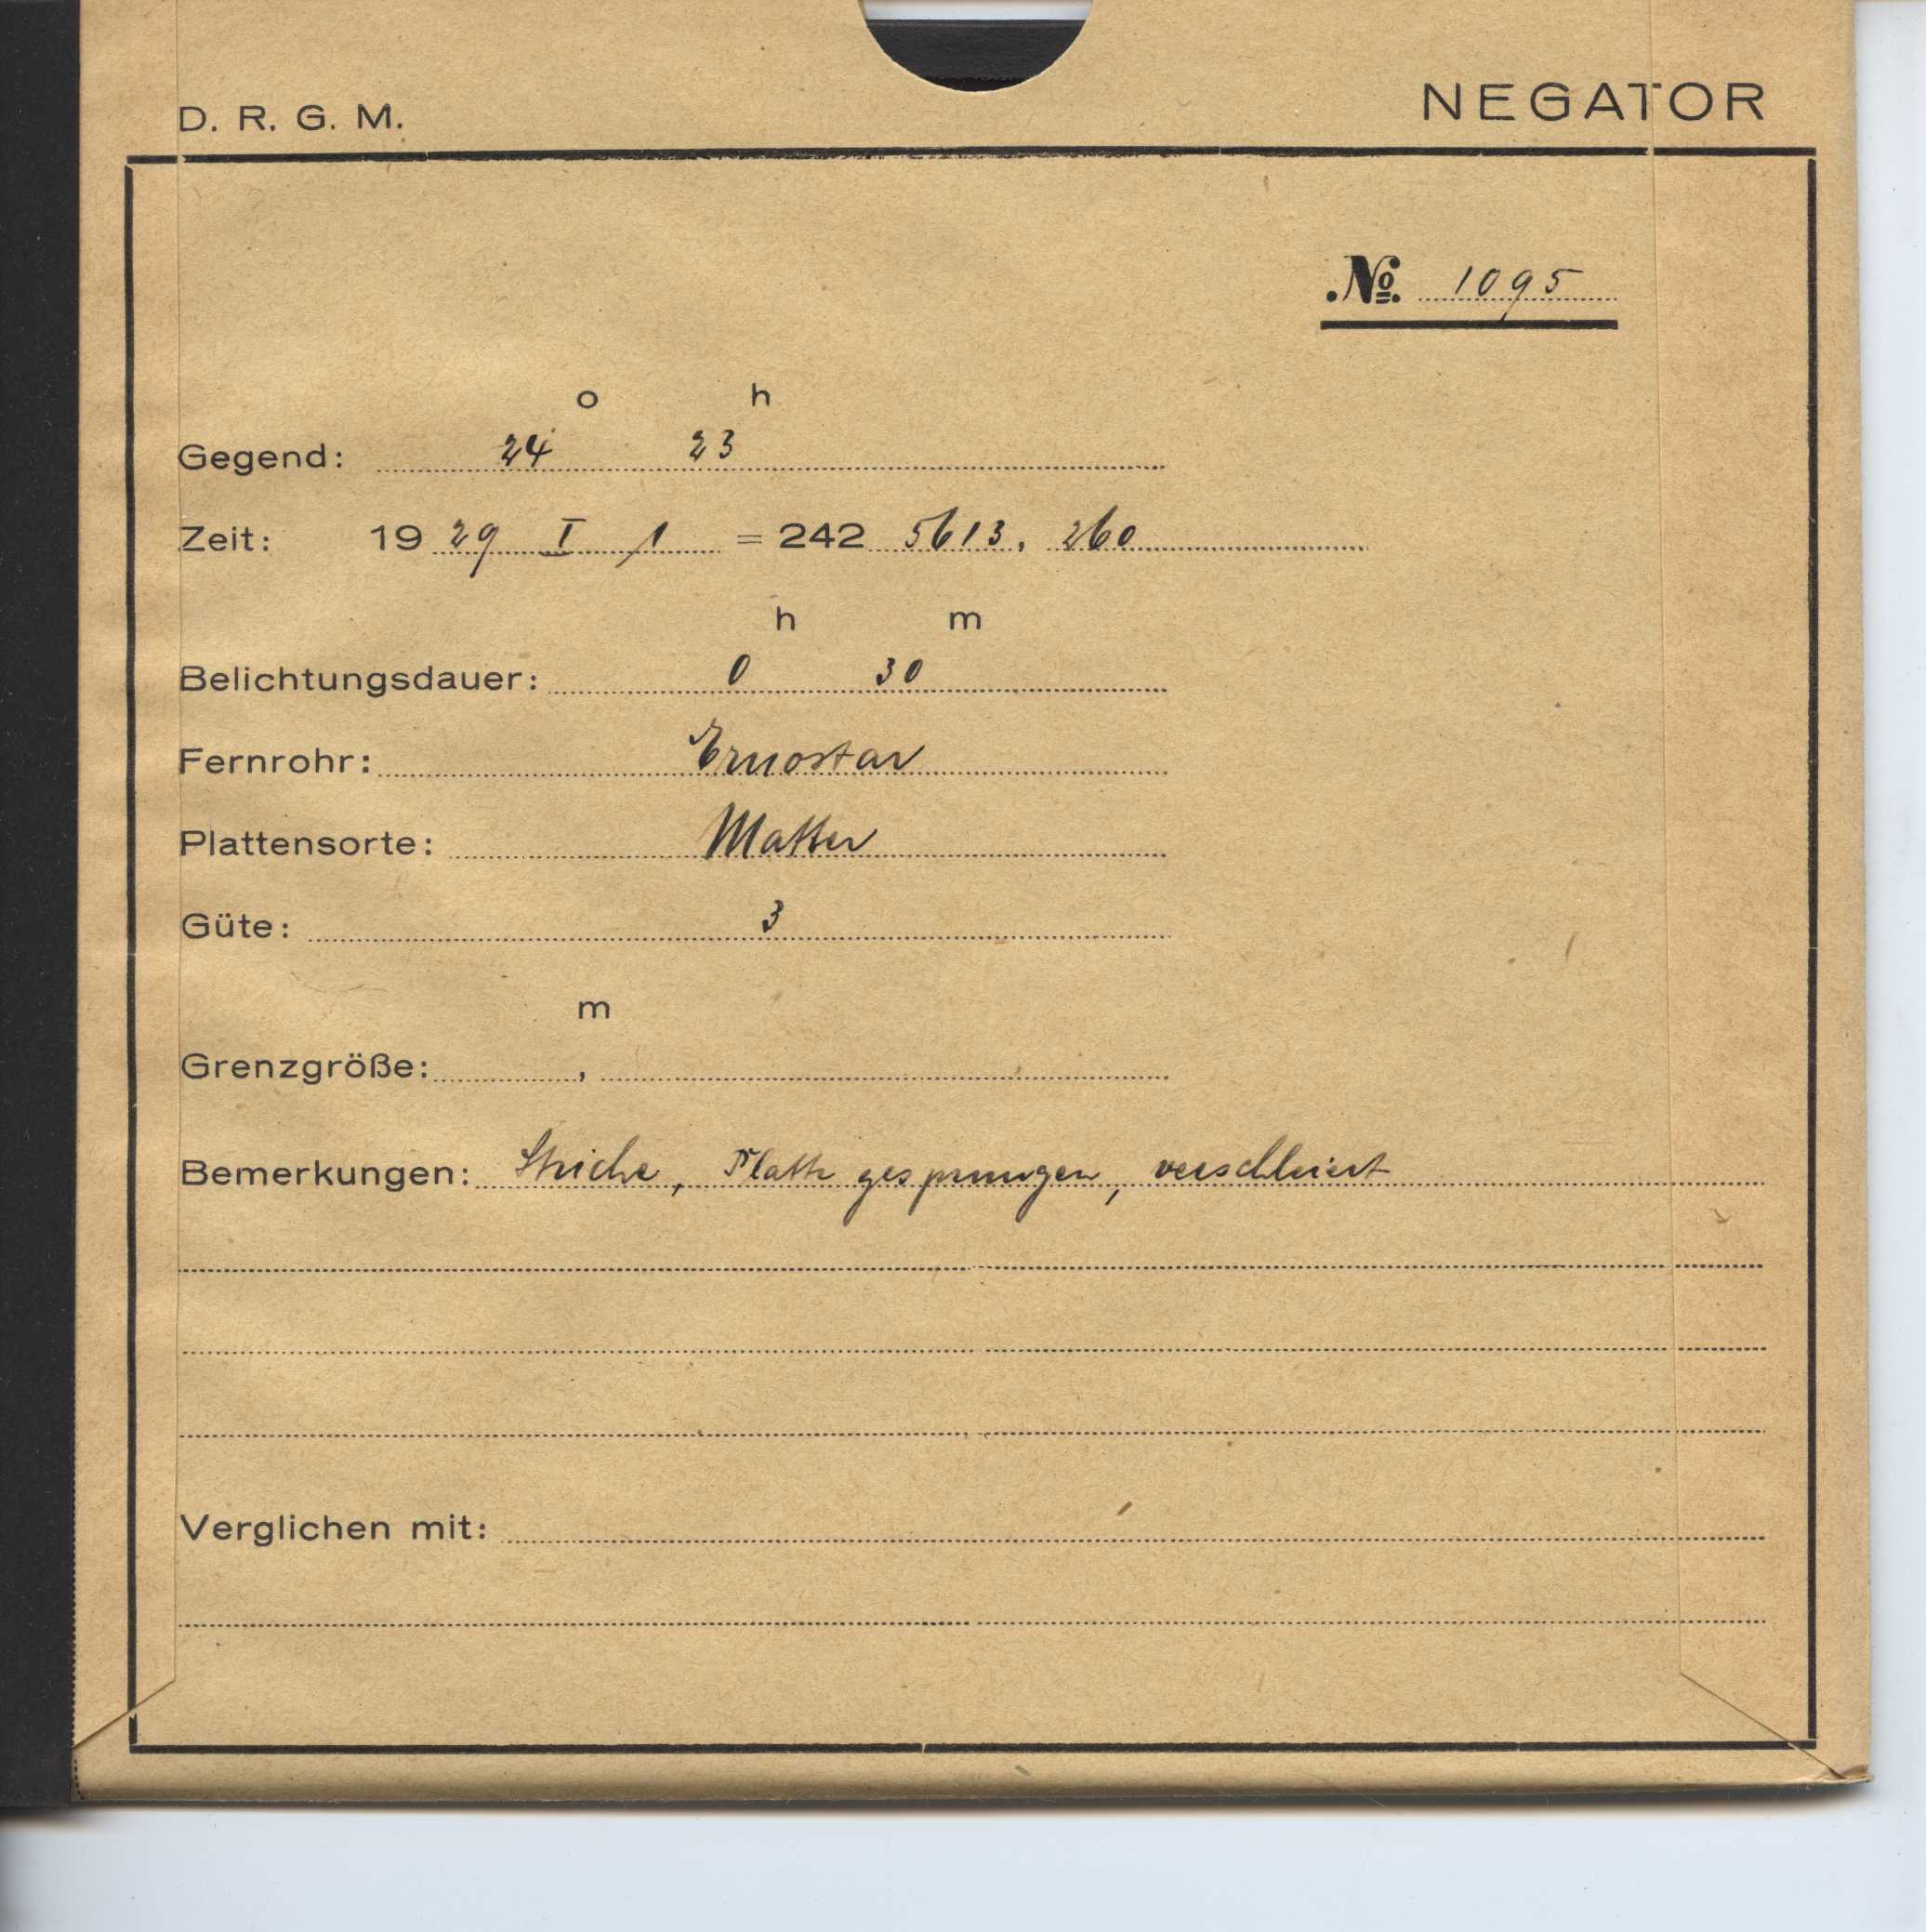 D. R. G. M. NEGATOR
No. 1095
o h
Gegend: 24 23
Zeit: 19 29 I 1 = 242 5613, 260
h m
Belichtungsdauer: 0 30
Fernrohr: Ernostar
Plattensorte: Matter
Güte: 3
m
Grenzgröße: ,
Bemerkungen: Striche, Platte gesprungen, verschleiert
Verglichen mit: